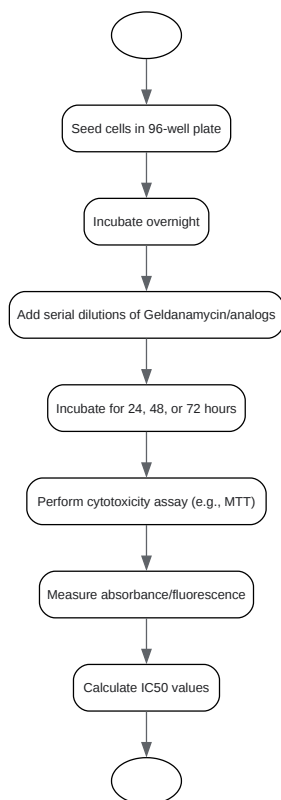 Seed cells in 96-well plate
Incubate overnight
Add serial dilutions of Geldanamycin/analogs
Incubate for 24, 48, or 72 hours
Perform cytotoxicity assay (e.g., MTT)
Measure absorbance/fluorescence
Calculate IC50 values